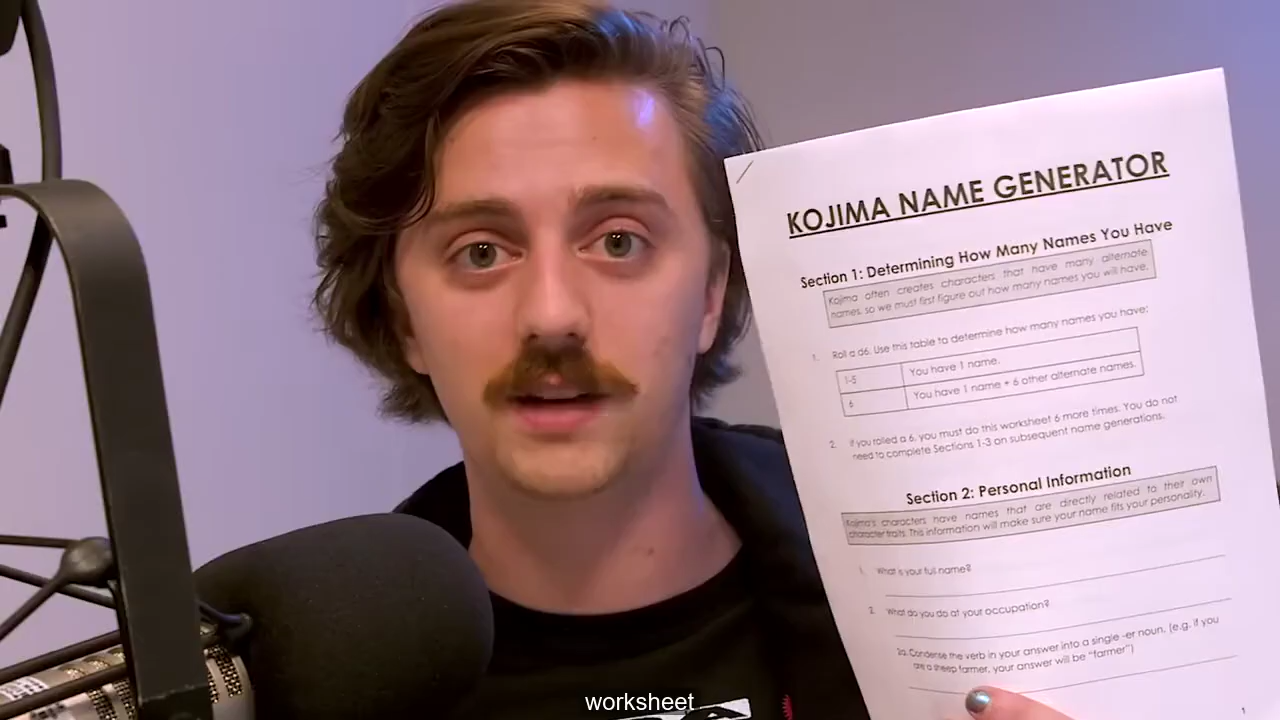 KOJIMA NAME GENERATOR
Section 1: Determining How Many Names You Have
Kojima often creates characters that have many alternate
names, so we must first figure out how many names you will have.
1. Roll a d6. Use this table to determine how many names you have:
1-5 You have 1 name.
6 You have 1 name + 6 other alternate names.
2. If you rolled a 6, you must do this worksheet 6 more times. You do not
need to complete Sections 1-3 on subsequent name generations.
Section 2: Personal Information
Kojima's characters have names that are directly related to their own
character traits. This information will make sure your name fits your personality.
1. What is your full name?
2. What do you do at your occupation?
2a. Condense the verb in your answer into a single -er noun. (e.g. if you
are a sheep farmer, your answer will be "farmer")
1
worksheet